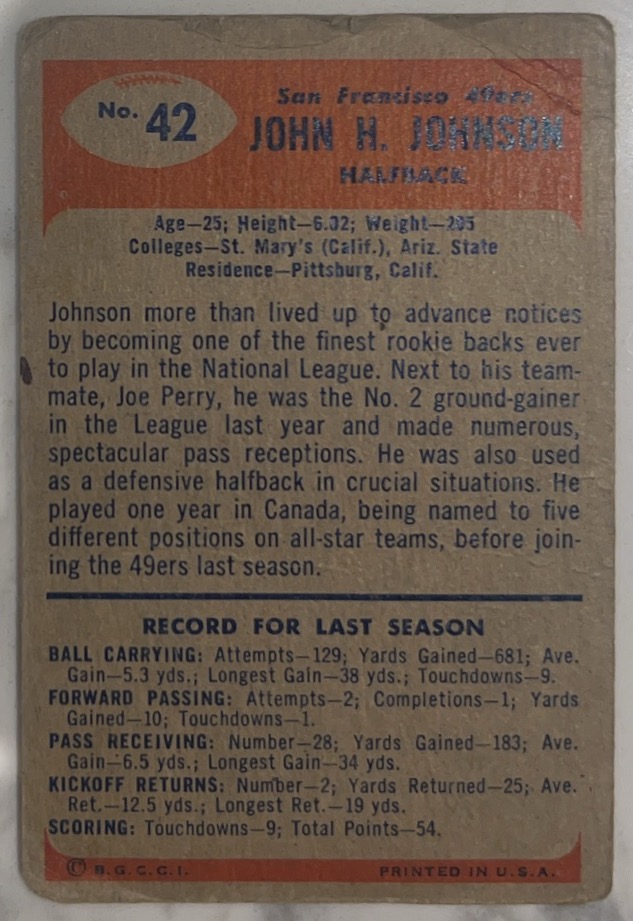 No. 42
San Francisco 49ers
JOHN H. JOHNSON
HALFBACK
Age—25; Height—6.02; Weight—205
Colleges—St. Mary's (Calif.), Ariz. State
Residence—Pittsburg, Calif.
Johnson more than lived up to advance notices
by becoming one of the finest rookie backs ever
to play in the National League. Next to his team-
mate, Joe Perry, he was the No. 2 ground-gainer
in the League last year and made numerous,
spectacular pass receptions. He was also used
as a defensive halfback in crucial situations. He
played one year in Canada, being named to five
different positions on all-star teams, before join-
ing the 49ers last season.
RECORD FOR LAST SEASON
BALL CARRYING: Attempts—129; Yards Gained—681; Ave.
Gain—5.3 yds.; Longest Gain—38 yds.; Touchdowns—9.
FORWARD PASSING: Attempts—2; Completions—1; Yards
Gained—10; Touchdowns—1.
PASS RECEIVING: Number—28; Yards Gained—183; Ave.
Gain—6.5 yds.; Longest Gain—34 yds.
KICKOFF RETURNS: Number—2; Yards Returned—25; Ave.
Ret.—12.5 yds.; Longest Ret.—19 yds.
SCORING: Touchdowns—9; Total Points—54.
© B.G.C.C.I. PRINTED IN U.S.A.